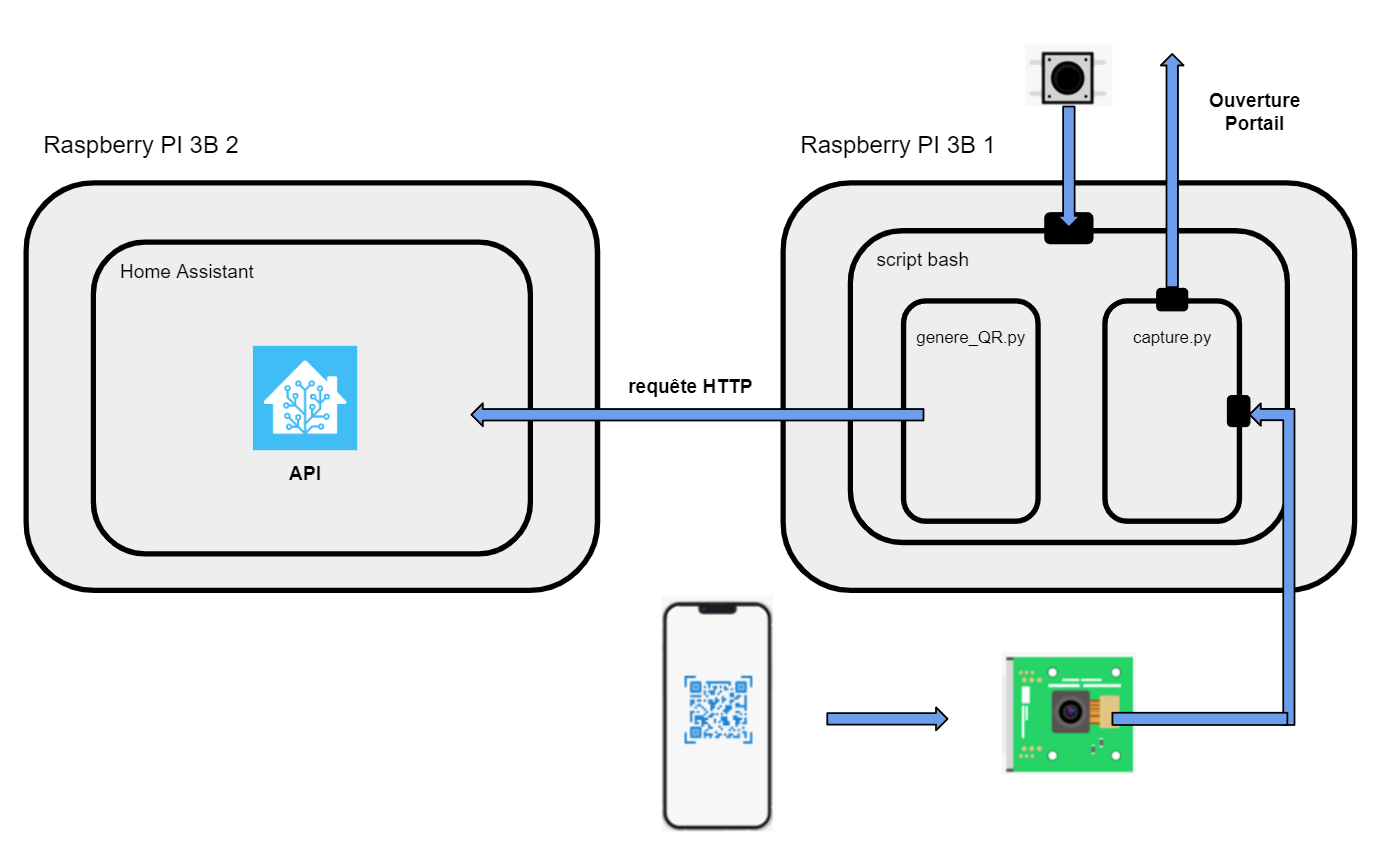 Ouverture
Portail
Raspberry PI 3B 2
Raspberry PI 3B 1
Home Assistant
script bash
genere_QR.py
capture.py
requête HTTP
API